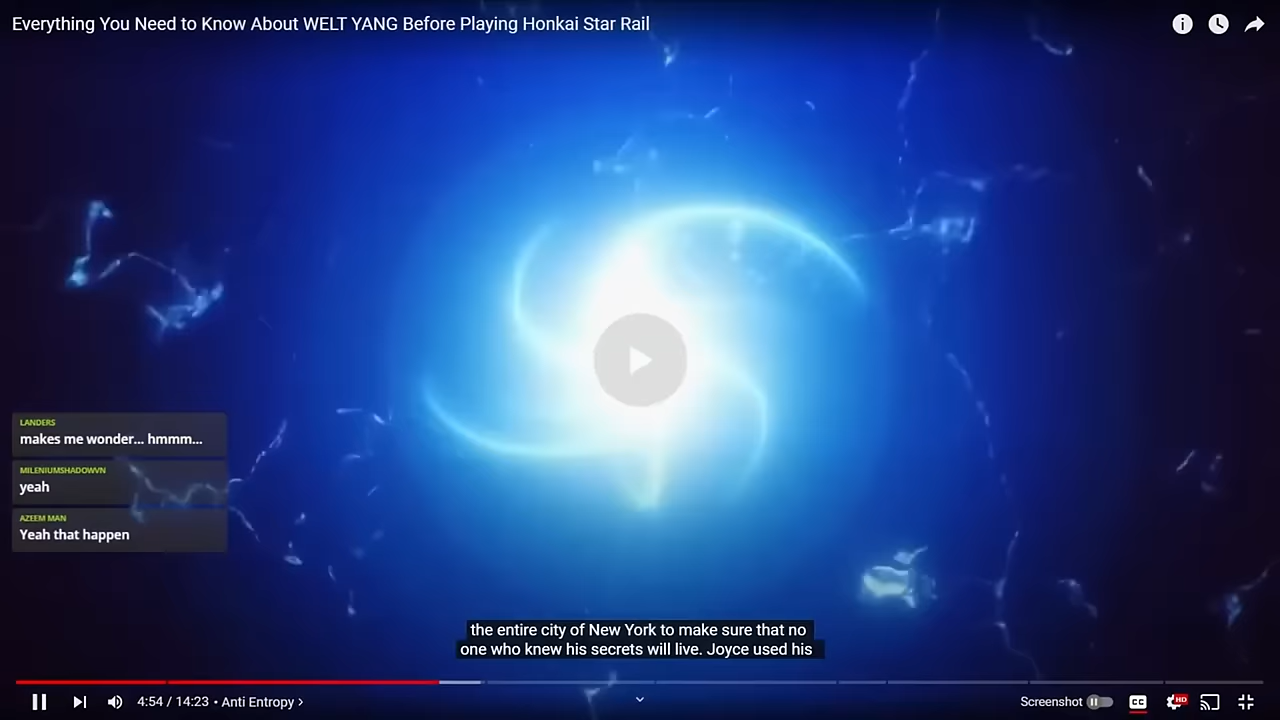 Everything You Need to Know About WELT YANG Before Playing Honkai Star Rail
LANDERS
makes me wonder... hmmm...
MILENIUMSHADOWVN
yeah
AZEEM MAN
Yeah that happen
the entire city of New York to make sure that no
one who knew his secrets will live. Joyce used his
4:54 / 14:23 • Anti Entropy >
Screenshot
CC
HD